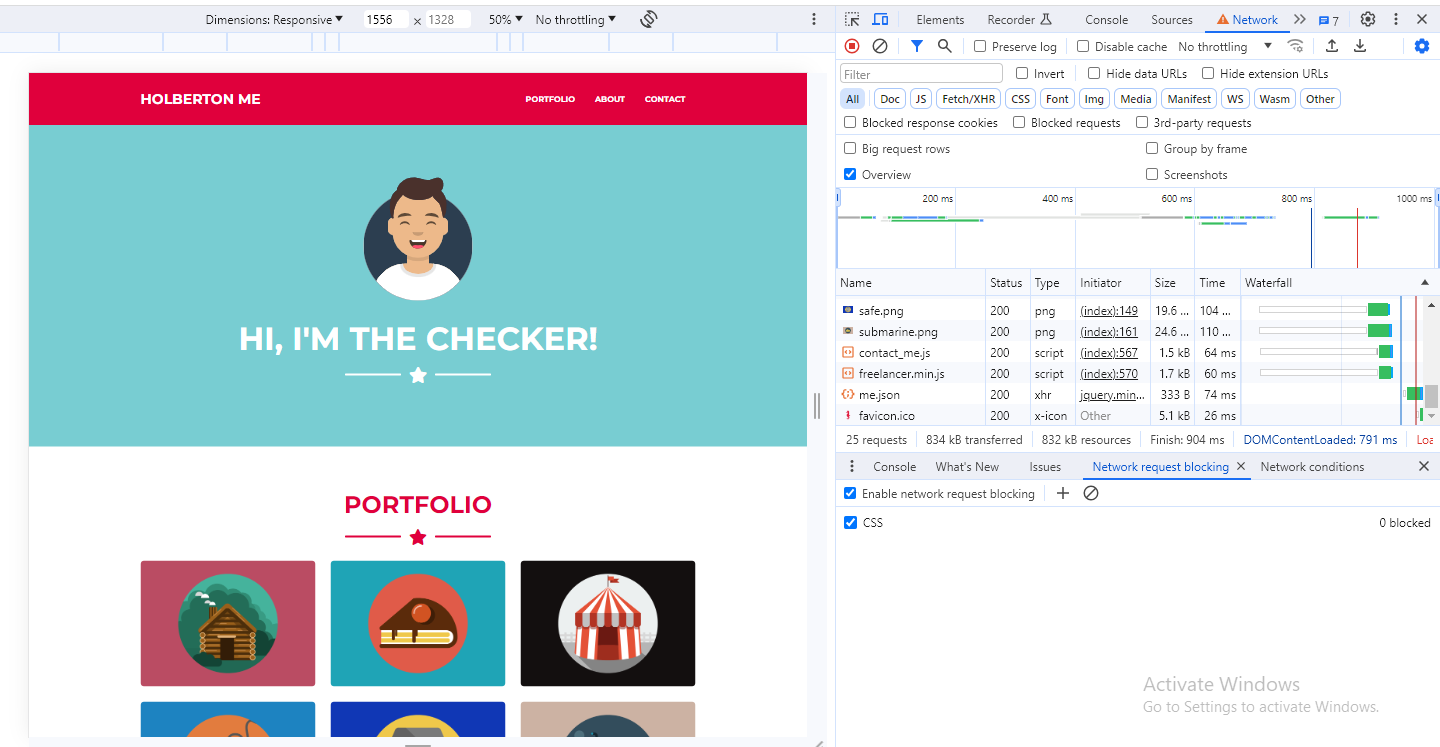 Dimensions: Responsive ▼ 1556 × 1328 50% ▼ No throttling ▼
Elements Recorder Console Sources Network 7
Preserve log Disable cache No throttling ▼
Filter Invert Hide data URLs Hide extension URLs
All Doc JS Fetch/XHR CSS Font Img Media Manifest WS Wasm Other
Blocked response cookies Blocked requests 3rd-party requests
Big request rows Group by frame
Overview Screenshots
200 ms 400 ms 600 ms 800 ms 1000 ms
Name Status Type Initiator Size Time Waterfall
safe.png 200 png (index):149 19.6 ... 104 ...
submarine.png 200 png (index):161 24.6 ... 110 ...
contact_me.js 200 script (index):567 1.5 kB 64 ms
freelancer.min.js 200 script (index):570 1.7 kB 60 ms
me.json 200 xhr jquery.min... 333 B 74 ms
favicon.ico 200 x-icon Other 5.1 kB 26 ms
25 requests 834 kB transferred 832 kB resources Finish: 904 ms DOMContentLoaded: 791 ms Loa
Console What's New Issues Network request blocking Network conditions
Enable network request blocking
CSS 0 blocked
HOLBERTON ME PORTFOLIO ABOUT CONTACT
HI, I'M THE CHECKER!
PORTFOLIO
Activate Windows
Go to Settings to activate Windows.